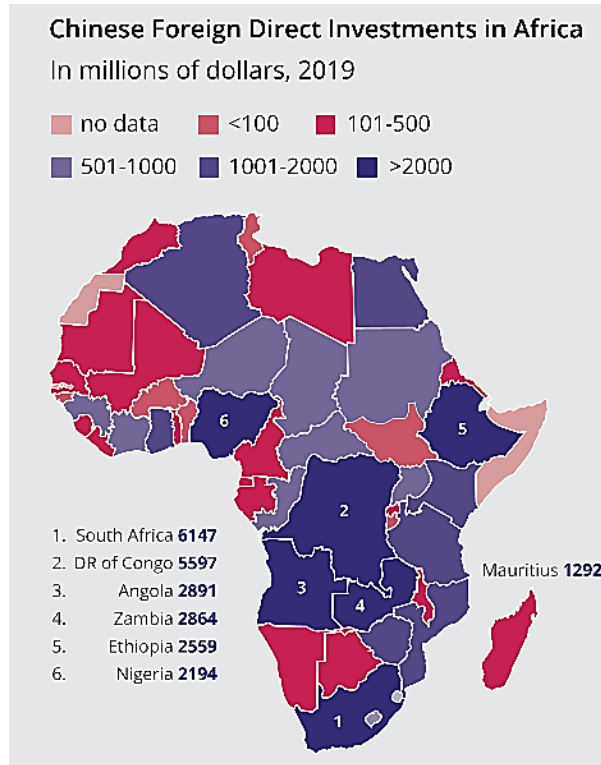 Chinese Foreign Direct Investments in Africa
In millions of dollars, 2019
no data <100 101-500
501-1000 1001-2000 >2000
6
5
2
1. South Africa 6147
2. DR of Congo 5597
3. Angola 2891
4. Zambia 2864
5. Ethiopia 2559
6. Nigeria 2194
Mauritius 1292
3
4
1